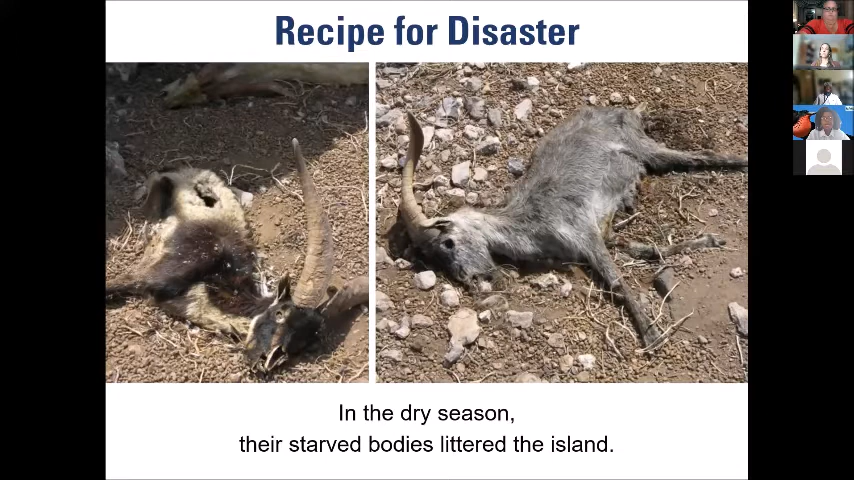 Recipe for Disaster
In the dry season,
their starved bodies littered the island.